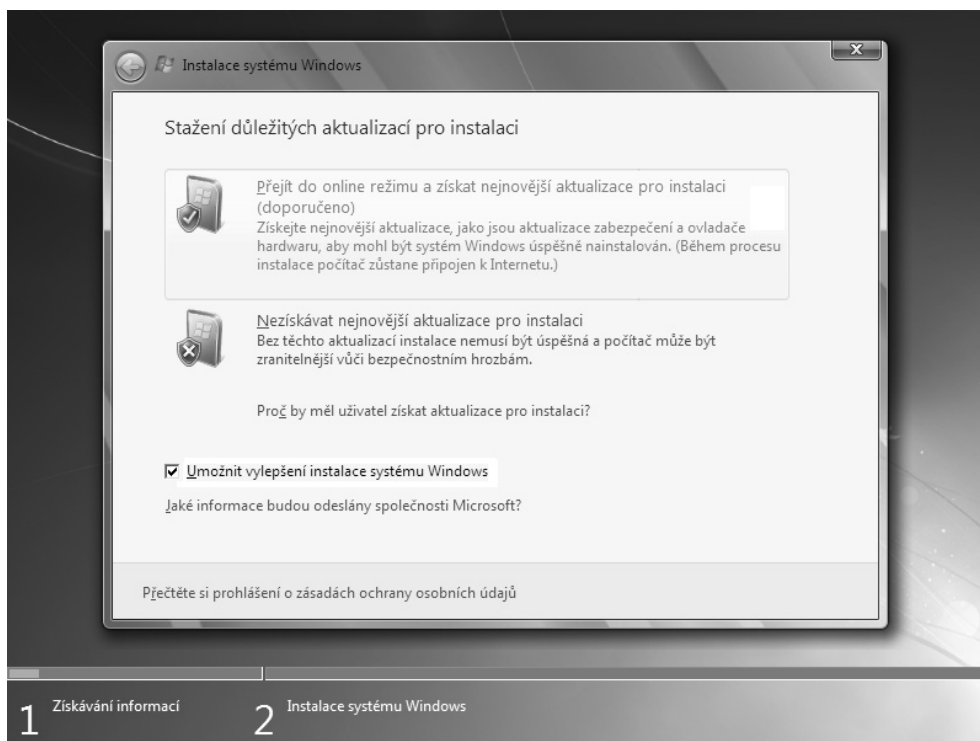 Instalace systému Windows
Stažení důležitých aktualizací pro instalaci
Přejít do online režimu a získat nejnovější aktualizace pro instalaci
(doporučeno)
Získejte nejnovější aktualizace, jako jsou aktualizace zabezpečení a ovladače
hardwaru, aby mohl být systém Windows úspěšně nainstalován. (Během procesu
instalace počítač zůstane připojen k Internetu.)
Nezískávat nejnovější aktualizace pro instalaci
Bez těchto aktualizací instalace nemusí být úspěšná a počítač může být
zranitelnější vůči bezpečnostním hrozbám.
Proč by měl uživatel získat aktualizace pro instalaci?
Umožnit vylepšení instalace systému Windows
Jaké informace budou odeslány společnosti Microsoft?
Přečtěte si prohlášení o zásadách ochrany osobních údajů
1 Získávání informací
2 Instalace systému Windows